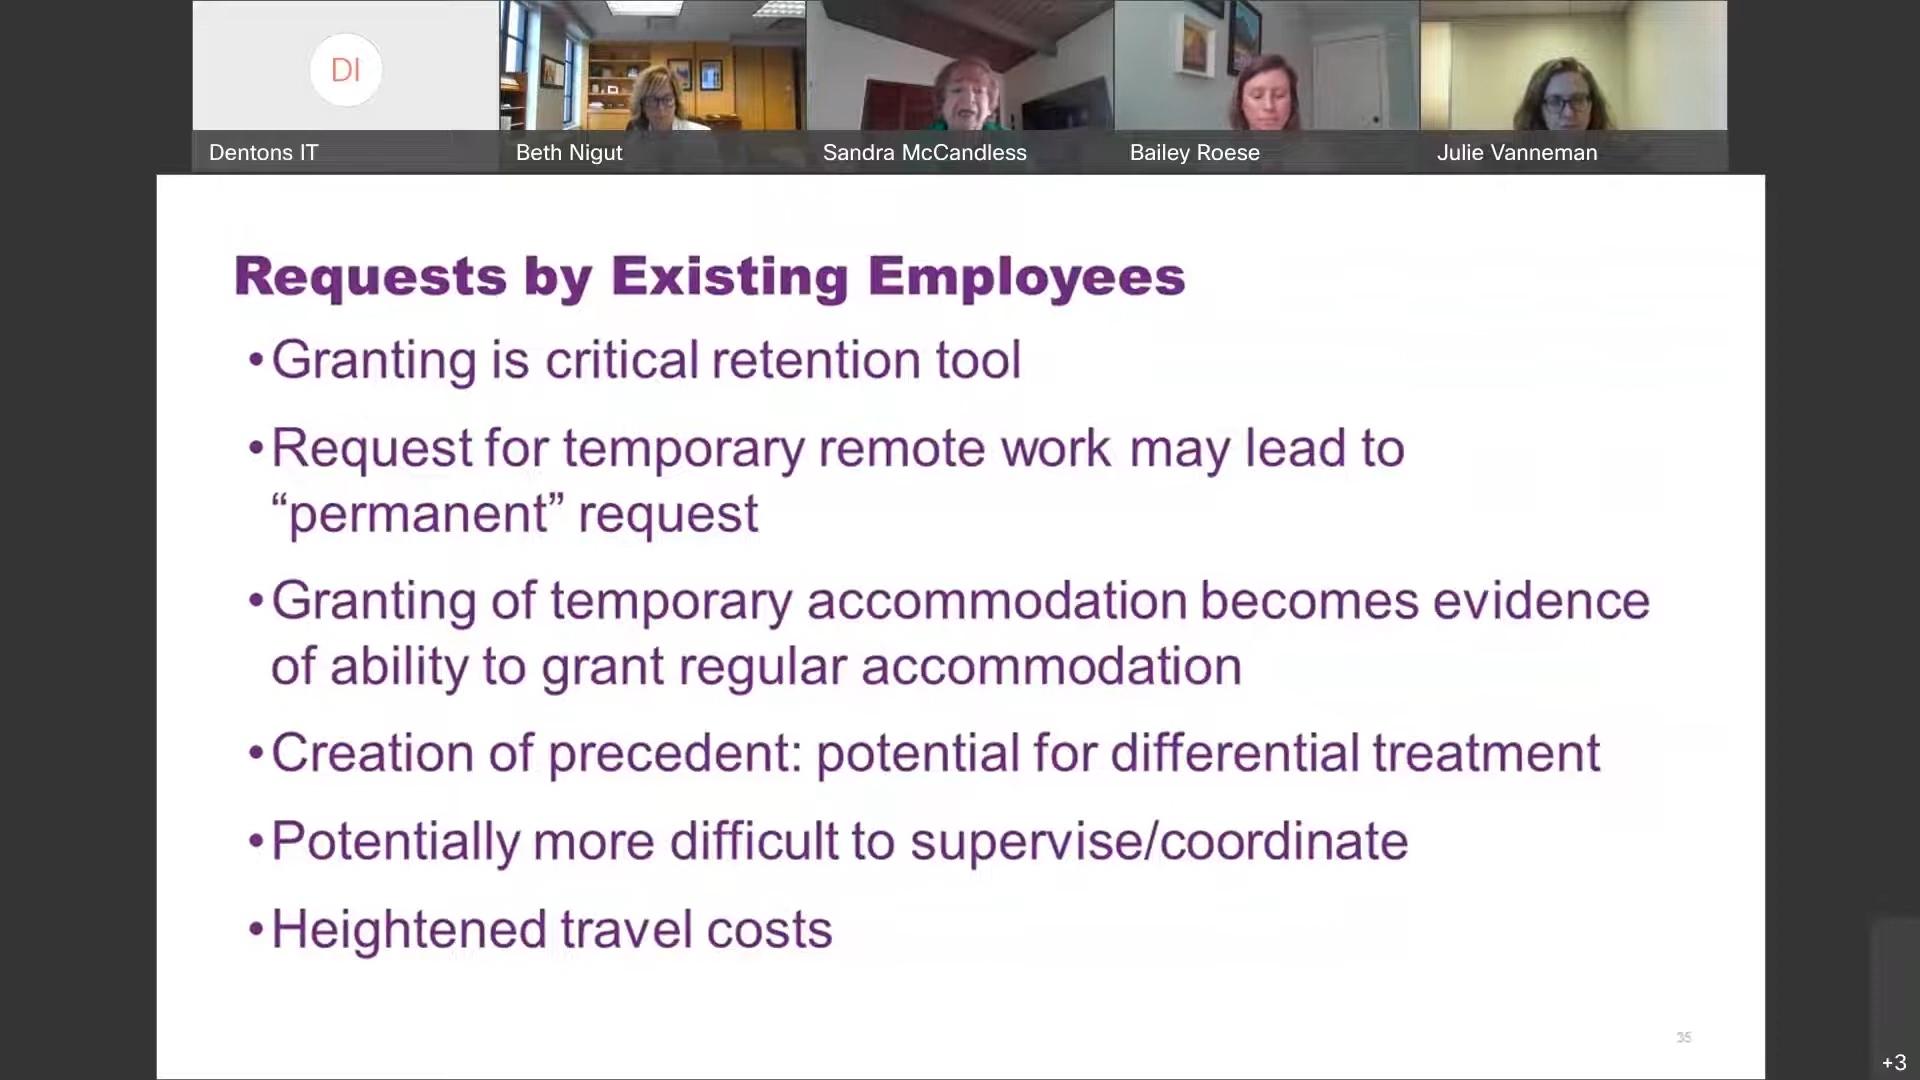 DI
Dentons IT
Beth Nigut
Sandra McCandless
Bailey Roese
Julie Vanneman
Requests by Existing Employees
•Granting is critical retention tool
•Request for temporary remote work may lead to
“permanent” request
•Granting of temporary accommodation becomes evidence
of ability to grant regular accommodation
•Creation of precedent: potential for differential treatment
•Potentially more difficult to supervise/coordinate
•Heightened travel costs
35
+3